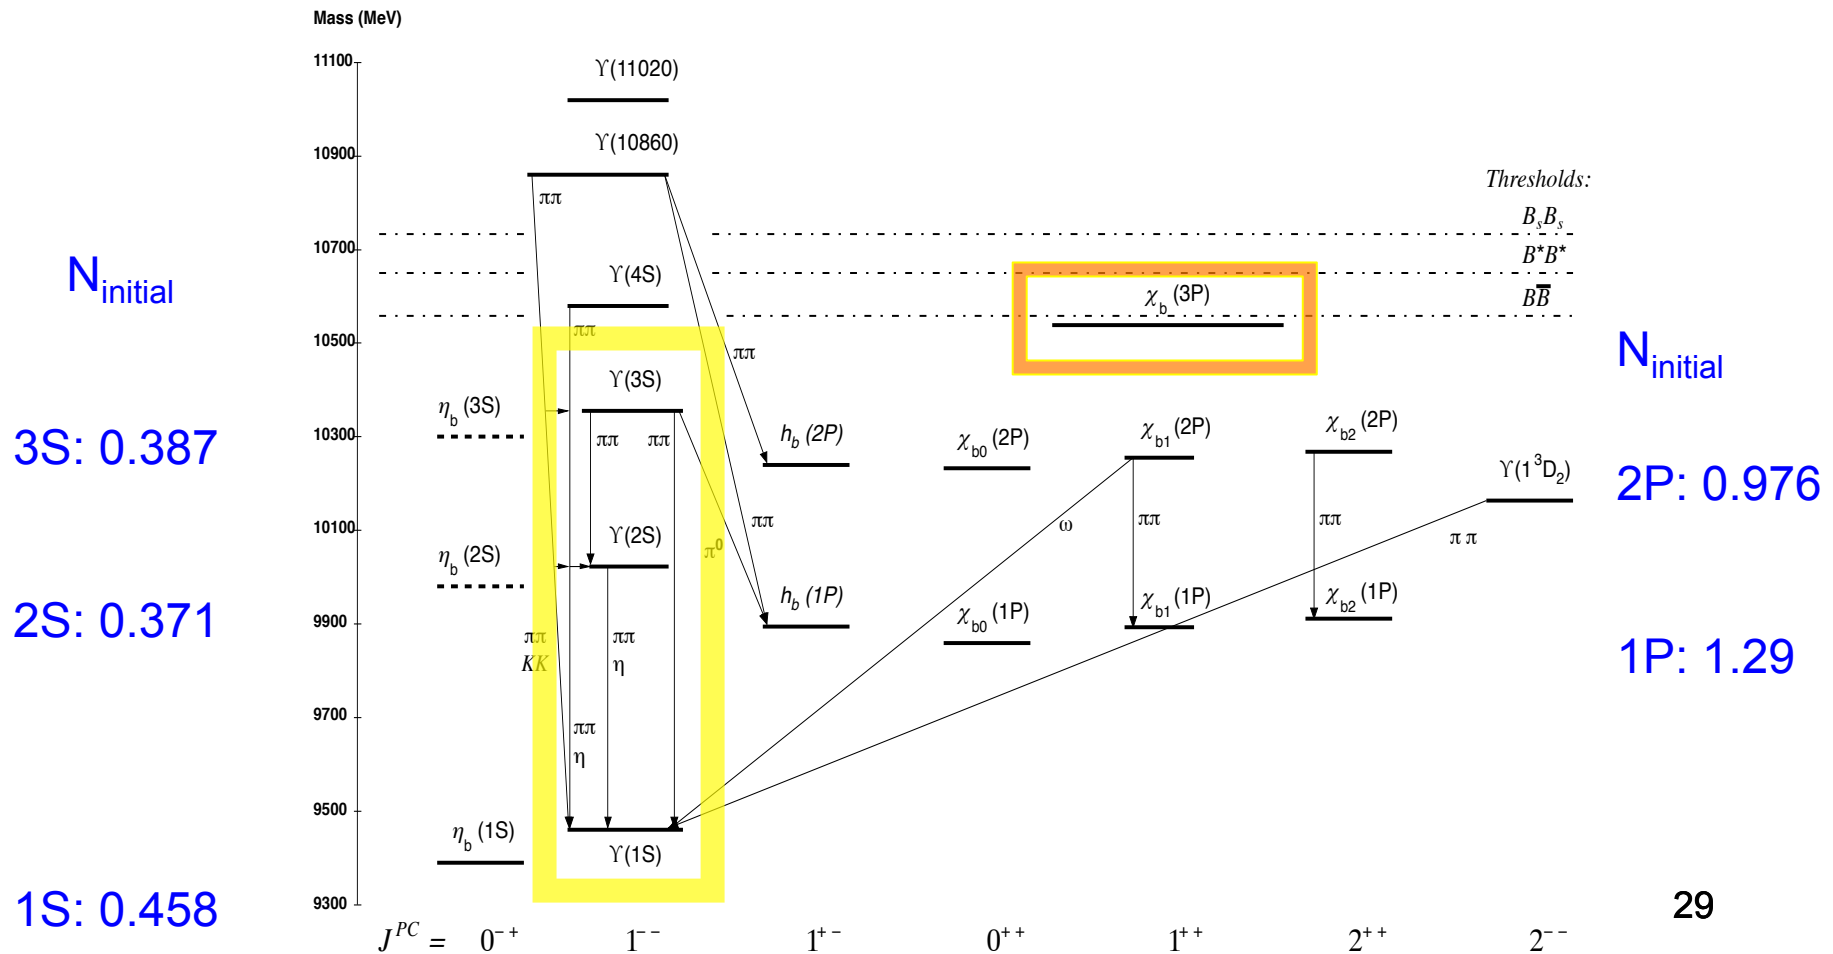 Mass (MeV)
11100
10900
10700
10500
10300
10100
9900
9700
9500
9300
ϒ(11020)
ϒ(10860)
ππ
Thresholds:
BₛBₛ
B*B*
BB̅
ϒ(4S)
ππ
χb (3P)
ππ
ϒ(3S)
ηb (3S)
ππ ππ
hb (2P)
χb0 (2P)
χb1 (2P)
χb2 (2P)
ϒ(1³D₂)
ππ
ω
ππ
ππ
π π
ϒ(2S)
π⁰
ηb (2S)
hb (1P)
χb0 (1P)
χb1 (1P)
χb2 (1P)
ππ
KK
ππ
η
ππ
η
ηb (1S)
ϒ(1S)
J^PC = 0⁻⁺ 1⁻⁻ 1⁺⁻ 0⁺⁺ 1⁺⁺ 2⁺⁺ 2⁻⁻
Ninitial
3S: 0.387
2S: 0.371
1S: 0.458
Ninitial
2P: 0.976
1P: 1.29
29